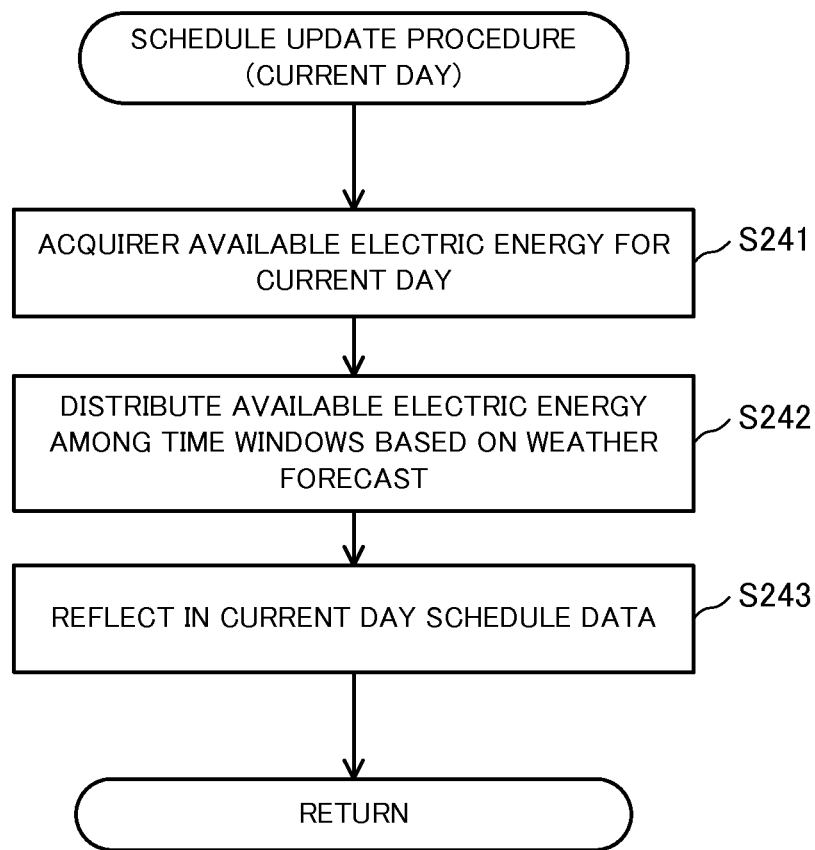 SCHEDULE UPDATE PROCEDURE
(CURRENT DAY)
ACQUIRER AVAILABLE ELECTRIC ENERGY FOR
CURRENT DAY
S241
DISTRIBUTE AVAILABLE ELECTRIC ENERGY
AMONG TIME WINDOWS BASED ON WEATHER
FORECAST
S242
REFLECT IN CURRENT DAY SCHEDULE DATA
S243
RETURN